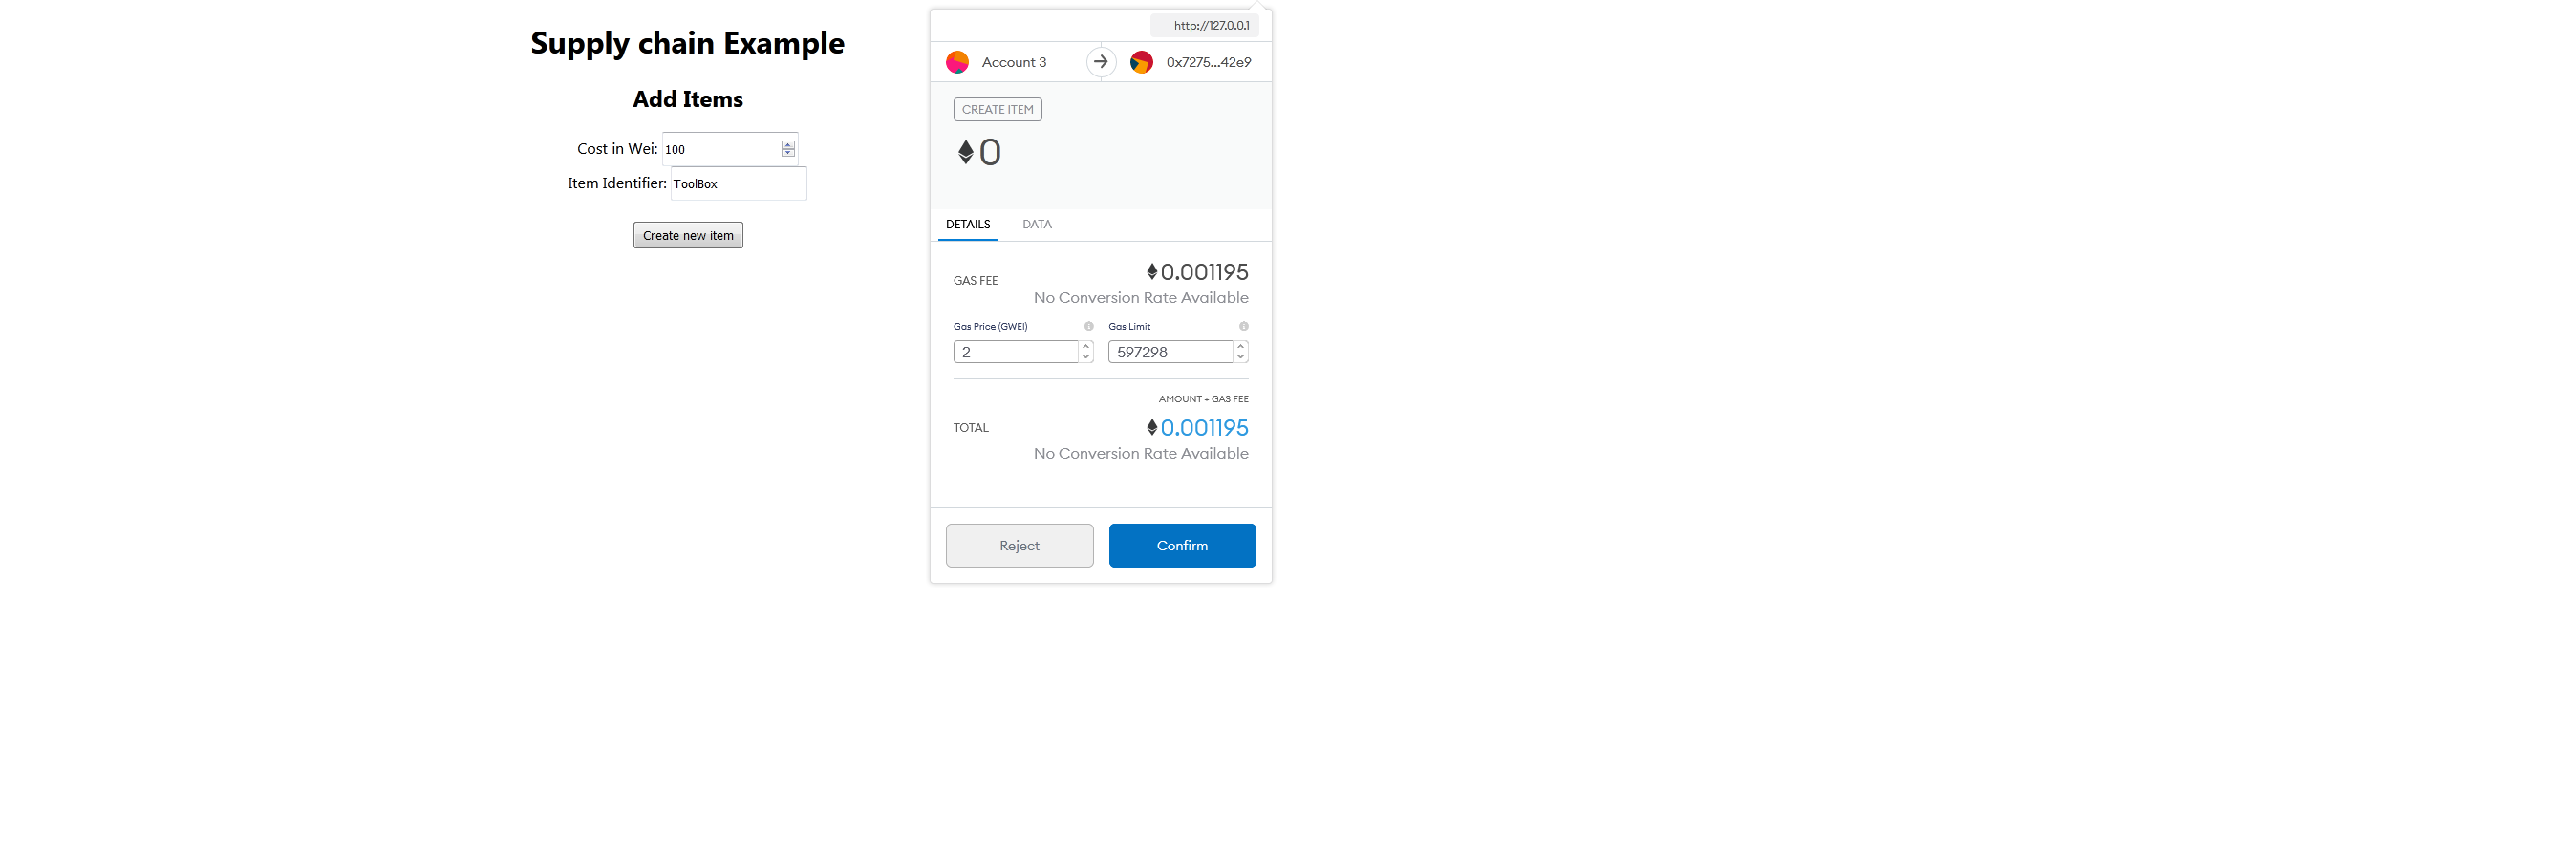 Supply chain Example
Add Items
Cost in Wei: 100
Item Identifier: ToolBox
Create new item
http://127.0.0.1
Account 3 0x7275...42e9
CREATE ITEM
0
DETAILS DATA
GAS FEE 0.001195
No Conversion Rate Available
Gas Price (GWEI) Gas Limit
2 597298
AMOUNT + GAS FEE
TOTAL 0.001195
No Conversion Rate Available
Reject Confirm